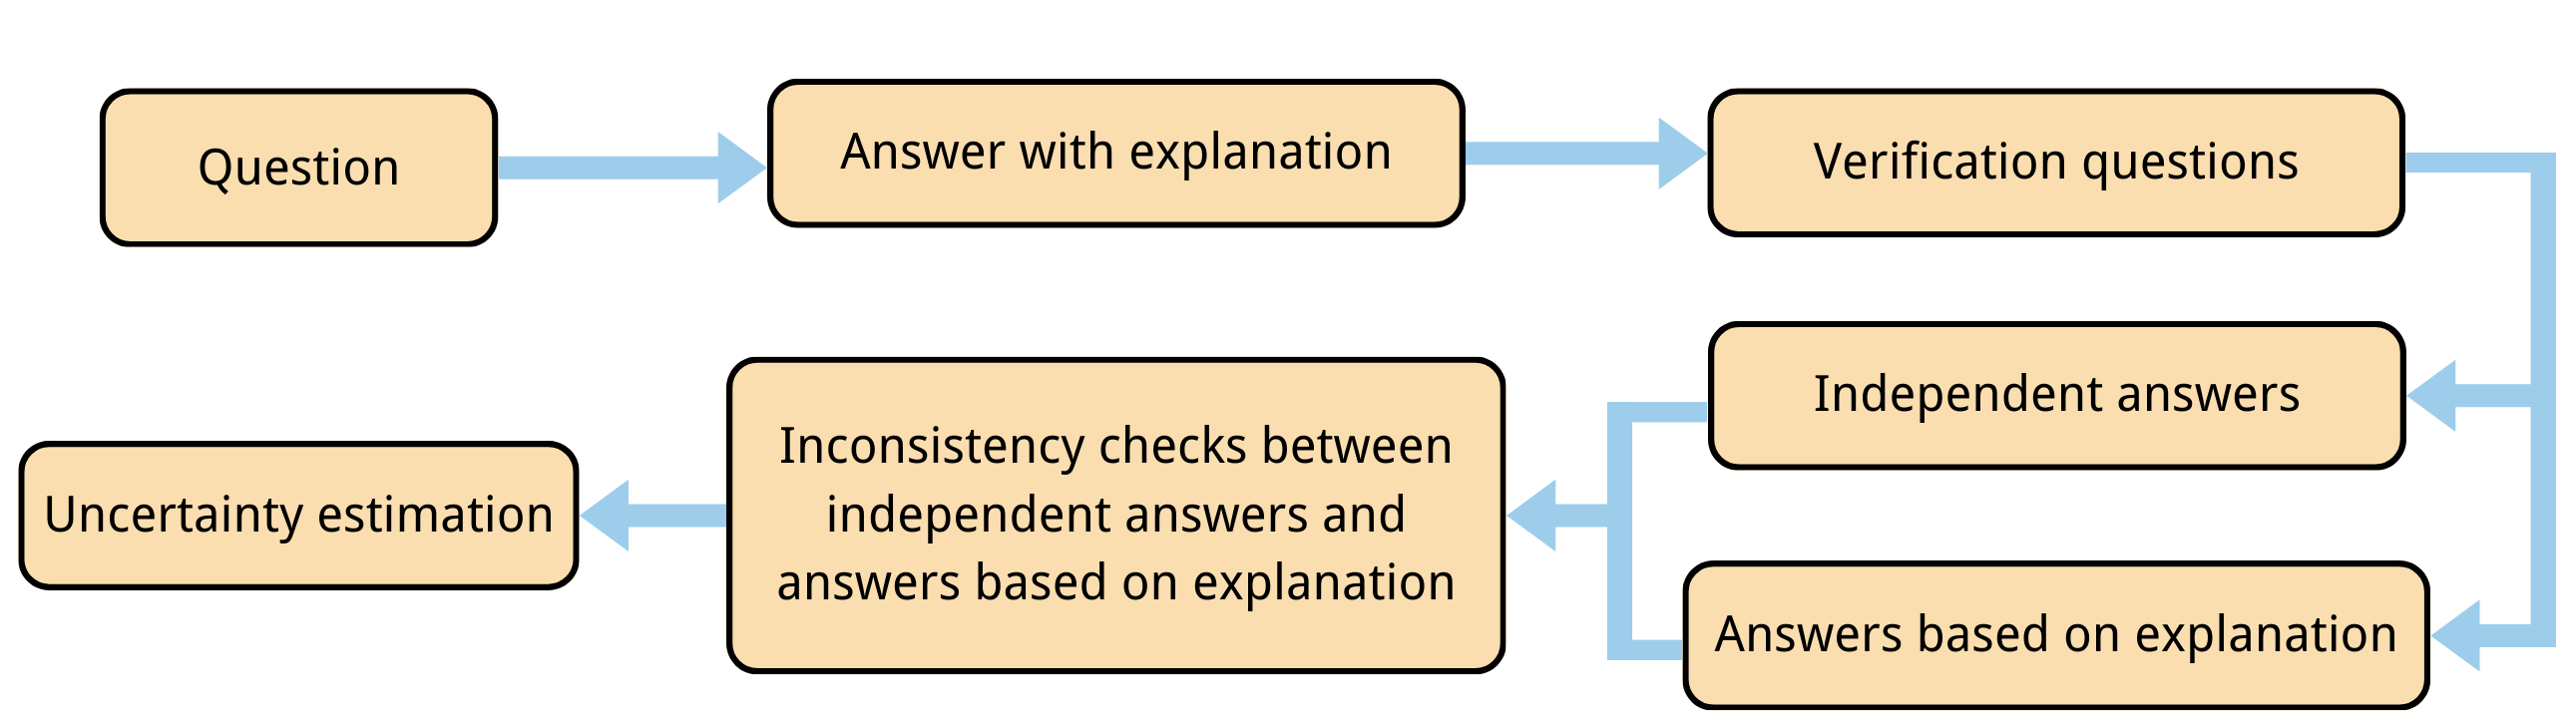 Question
Answer with explanation
Verification questions
Independent answers
Answers based on explanation
Inconsistency checks between
independent answers and
answers based on explanation
Uncertainty estimation